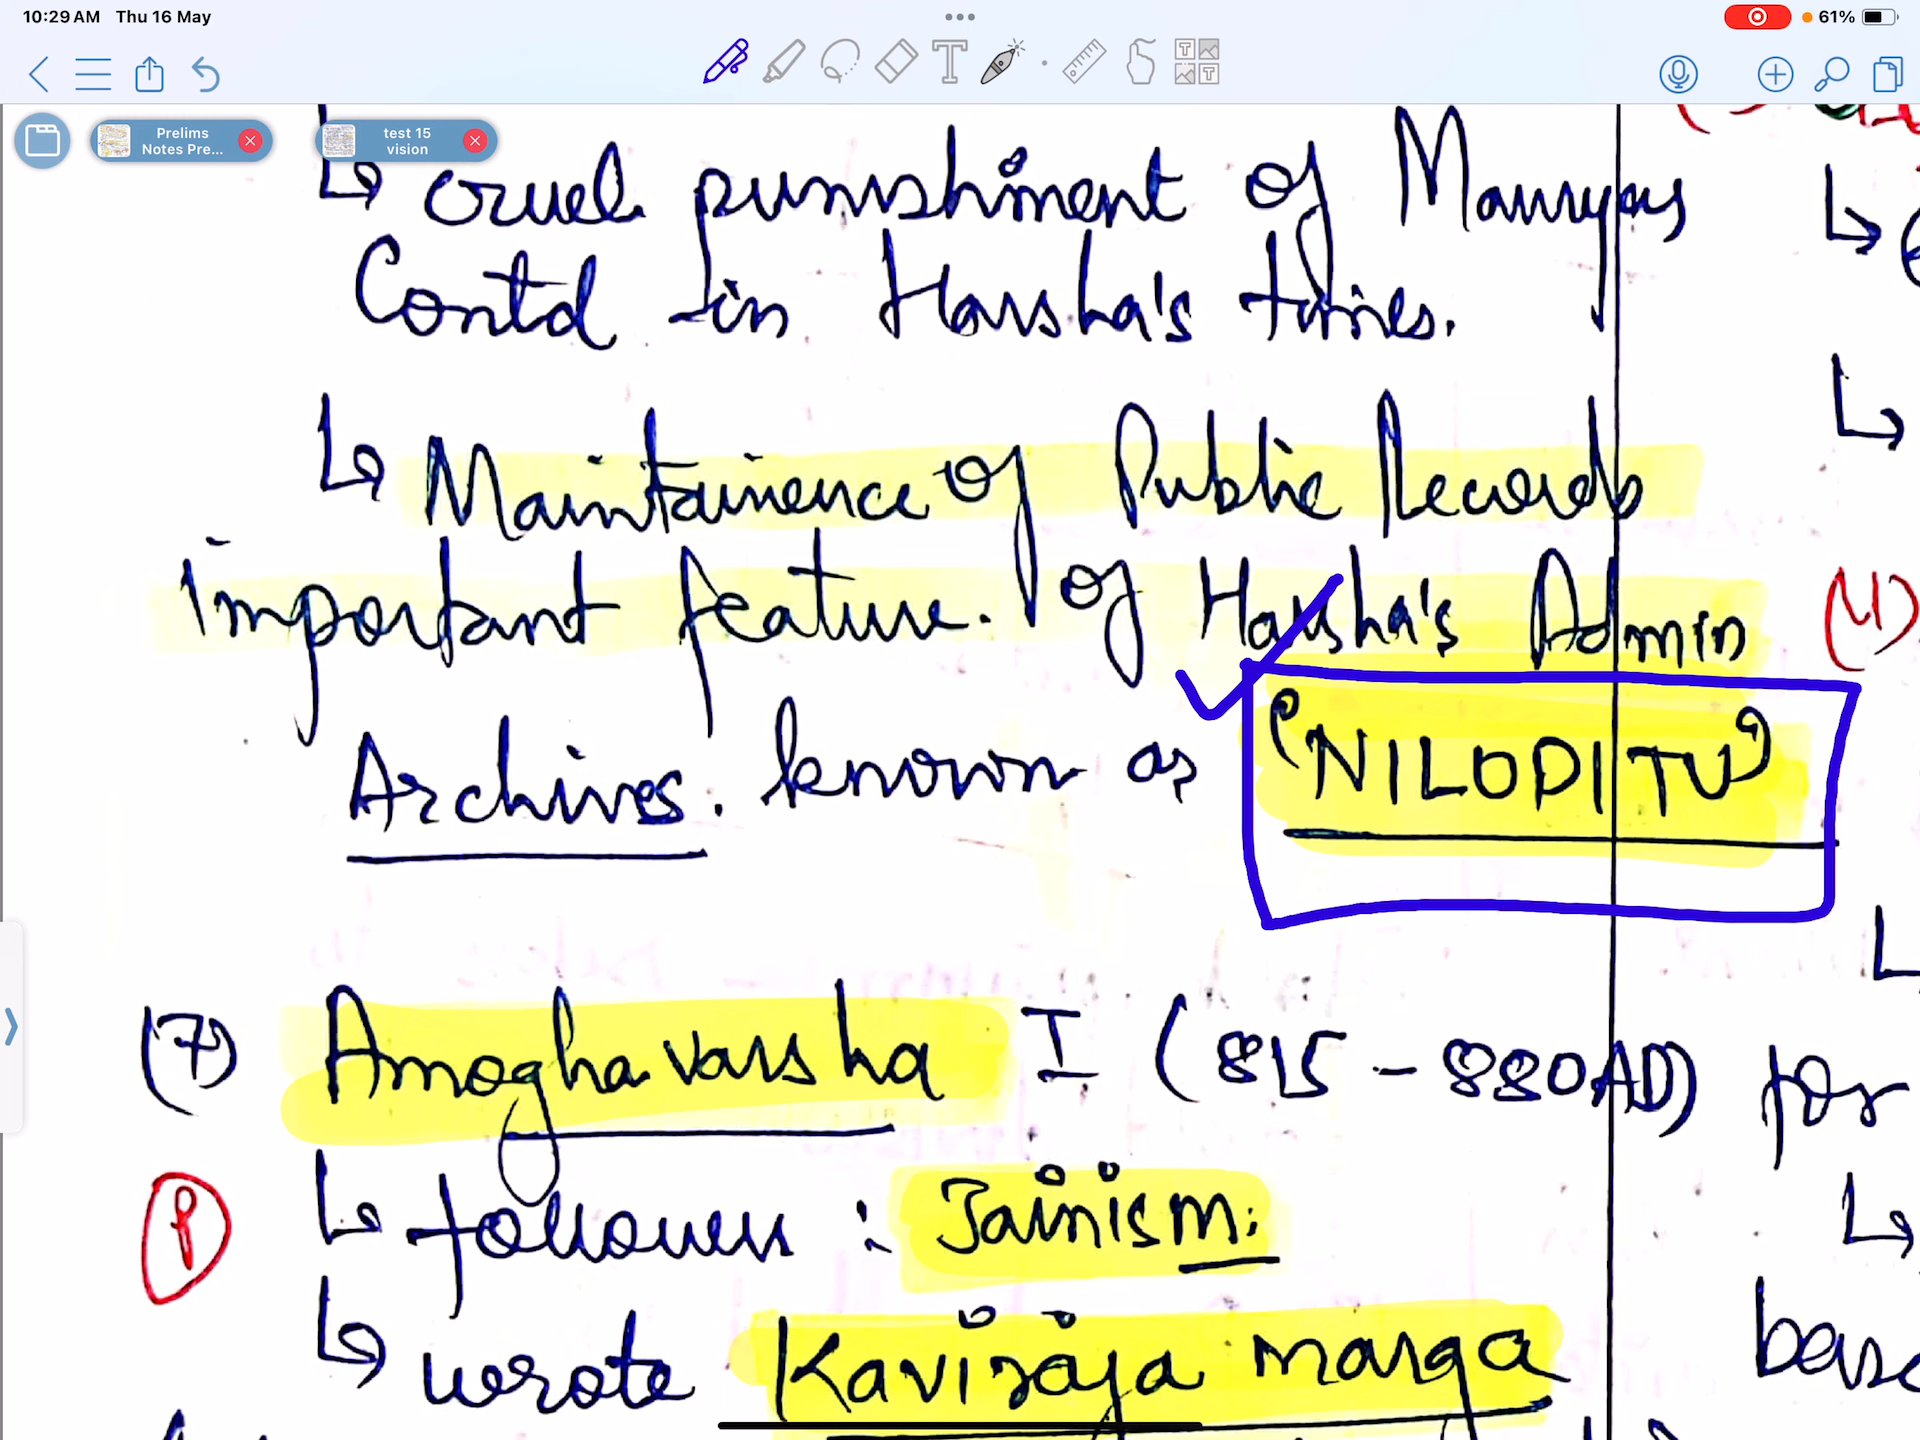 10:29 AM Thu 16 May
61%
Prelims
Notes Pre...
test 15
vision
cruel punishment of Mauryas
Contd in Harsha's times.
Maintainence of Public Records
important feature. of Harsha's Admin
Archives. known as 'NILOPITU'
(7) Amoghavarsha I (815 - 880AD) for
follower : Jainism:
wrote Kaviraja marga